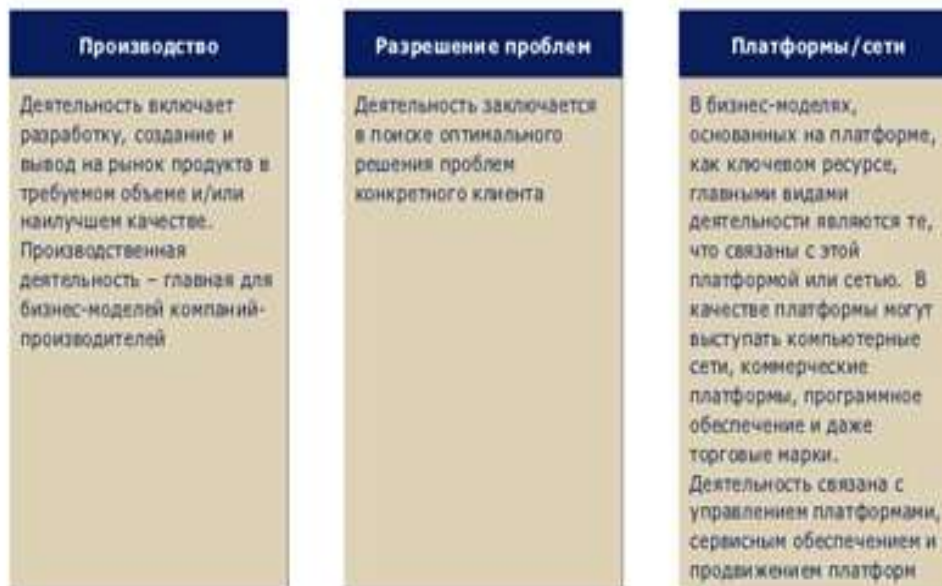 Производство
Деятельность включает
разработку, создание и
вывод на рынок продукта в
требуемом объеме и/или
наилучшем качестве.
Производственная
деятельность – главная для
бизнес-моделей компаний-
производителей
Разрешение проблем
Деятельность заключается
в поиске оптимального
решения проблем
конкретного клиента
Платформы/сети
В бизнес-моделях,
основанных на платформе,
как ключевом ресурсе,
главными видами
деятельности являются те,
что связаны с этой
платформой или сетью. В
качестве платформы могут
выступать компьютерные
сети, коммерческие
платформы, программное
обеспечение и даже
торговые марки.
Деятельность связана с
управлением платформами,
сервисным обеспечением и
продвижением платформ